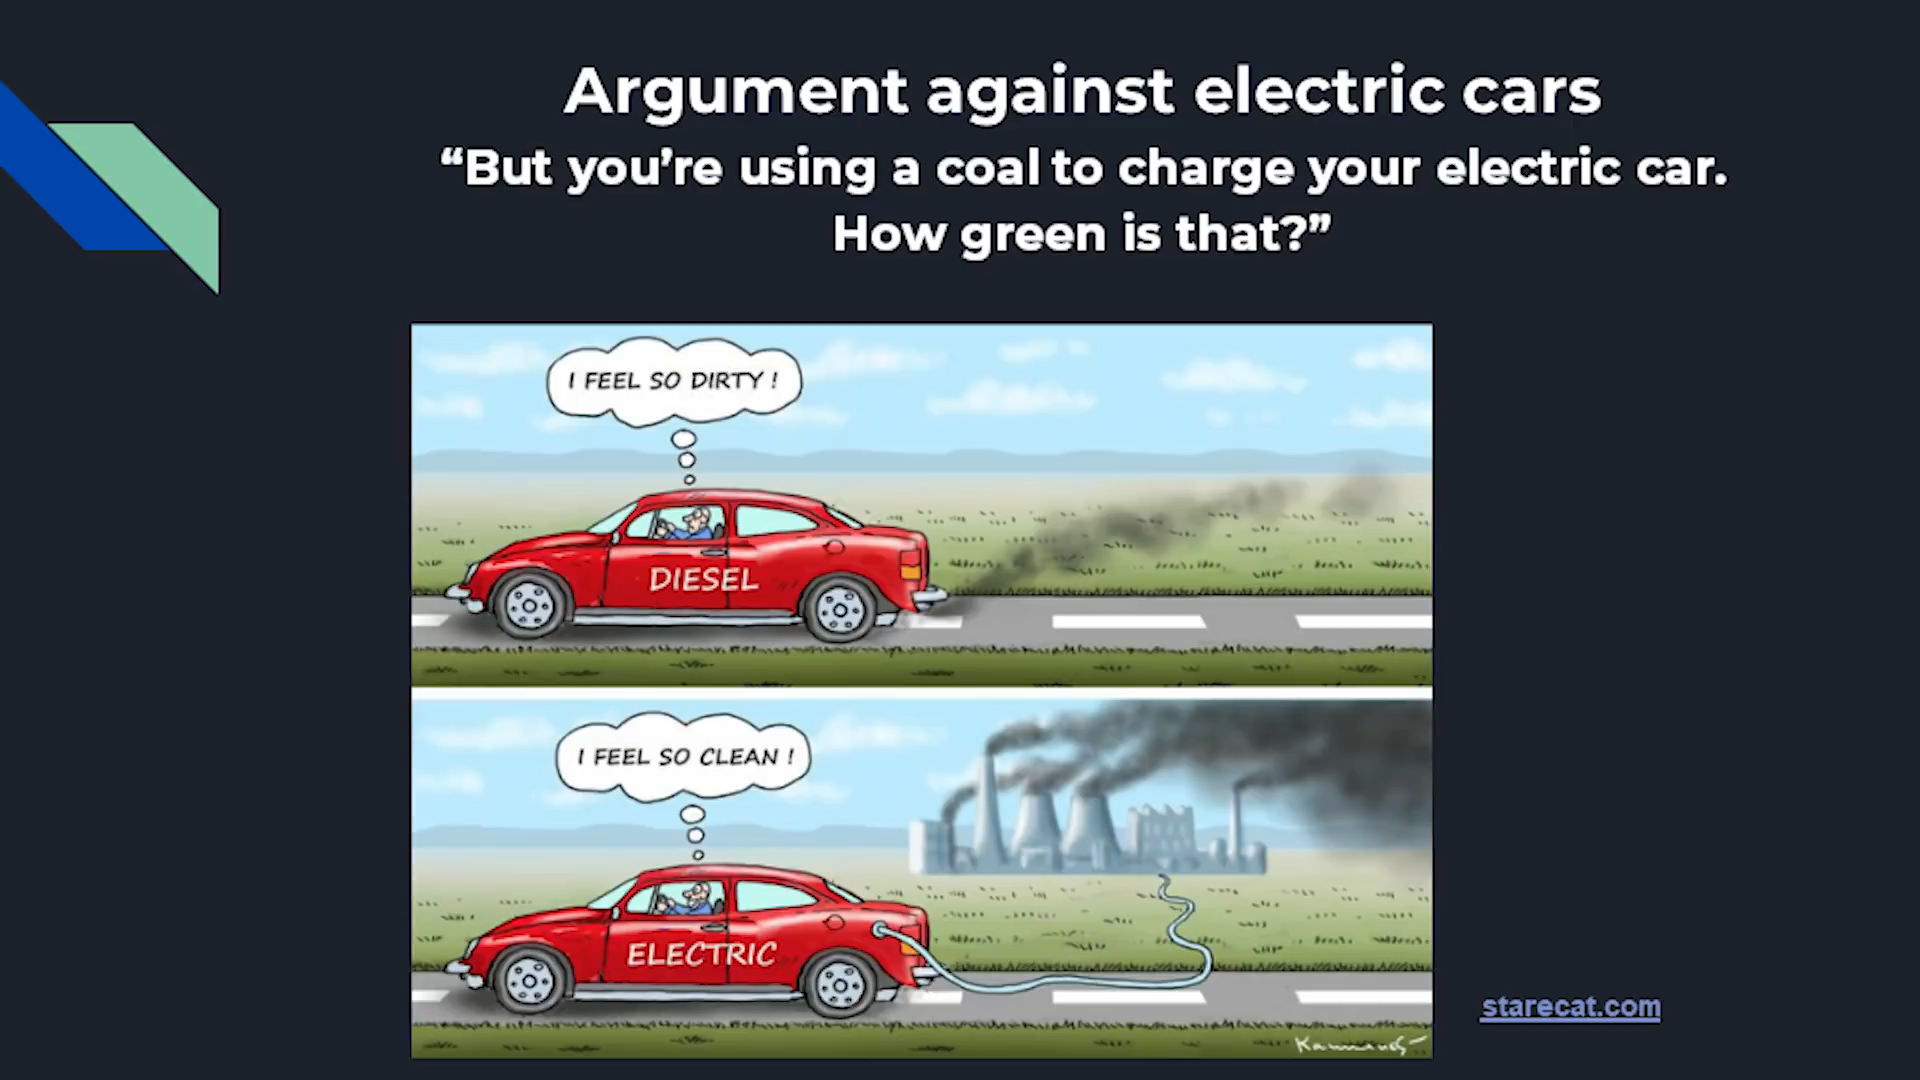 Argument against electric cars
“But you’re using a coal to charge your electric car.
How green is that?”
I FEEL SO DIRTY !
DIESEL
I FEEL SO CLEAN !
ELECTRIC
starecat.com